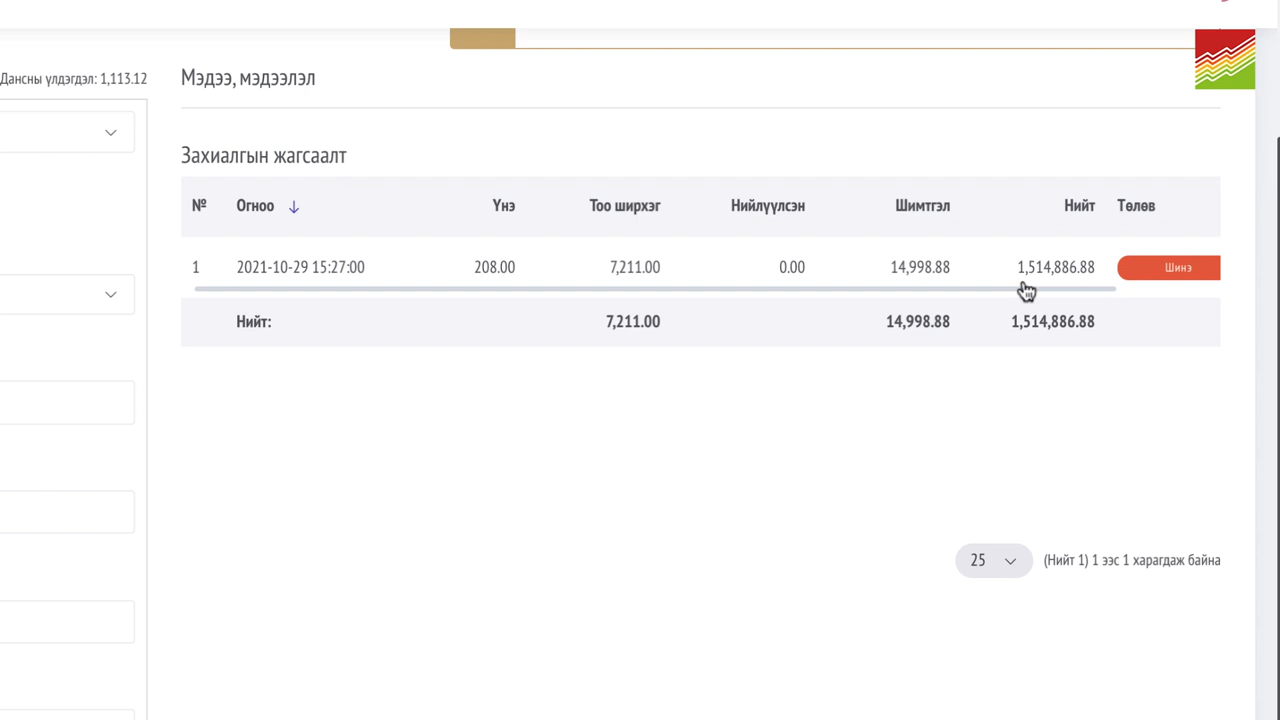 Дансны үлдэгдэл: 1,113.12
Мэдээ, мэдээлэл
Захиалгын жагсаалт
№ Огноо Үнэ Тоо ширхэг Нийлүүлсэн Шимтгэл Нийт Төлөв
1 2021-10-29 15:27:00 208.00 7,211.00 0.00 14,998.88 1,514,886.88 Шинэ
Нийт: 7,211.00 14,998.88 1,514,886.88
25 (Нийт 1) 1 ээс 1 харагдаж байна